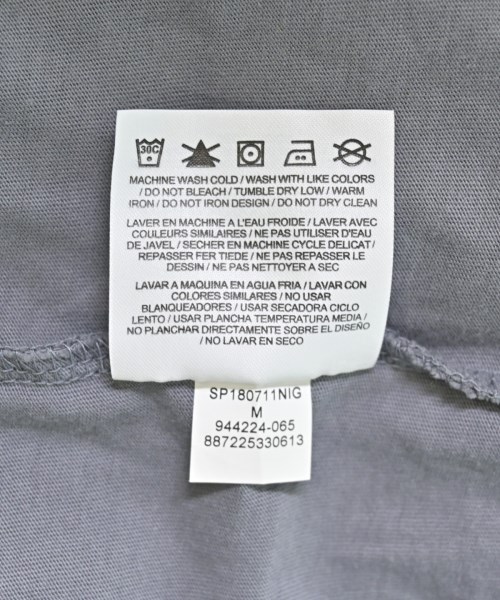 30C
MACHINE WASH COLD / WASH WITH LIKE COLORS
/ DO NOT BLEACH / TUMBLE DRY LOW / WARM
IRON / DO NOT IRON DESIGN / DO NOT DRY CLEAN
LAVER EN MACHINE A L'EAU FROIDE / LAVER AVEC
COULEURS SIMILAIRES / NE PAS UTILISER D'EAU
DE JAVEL / SECHER EN MACHINE CYCLE DELICAT /
REPASSER FER TIEDE / NE PAS REPASSER LE
DESSIN / NE PAS NETTOYER A SEC
LAVAR A MAQUINA EN AGUA FRIA / LAVAR CON
COLORES SIMILARES / NO USAR
BLANQUEADORES / USAR SECADORA CICLO
LENTO / USAR PLANCHA TEMPERATURA MEDIA /
NO PLANCHAR DIRECTAMENTE SOBRE EL DISEÑO
/ NO LAVAR EN SECO
SP180711NIG
M
944224-065
887225330613